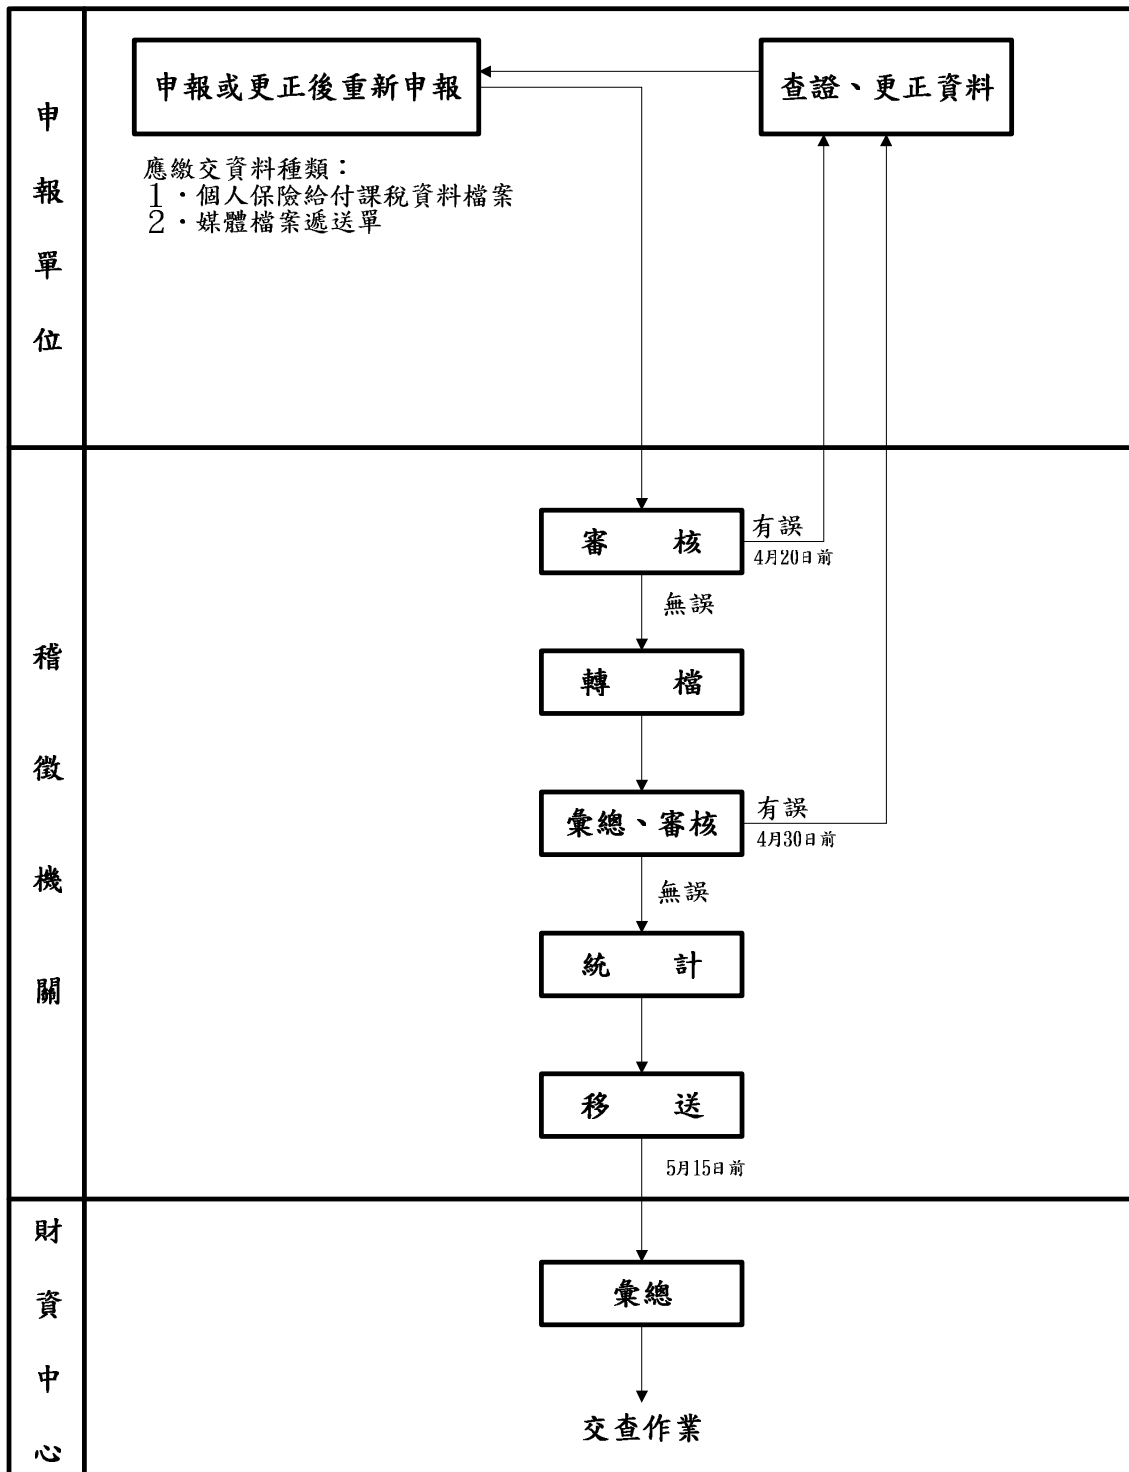 申報單位
申報或更正後重新申報
查證、更正資料
應繳交資料種類：
１．個人保險給付課稅資料檔案
２．媒體檔案遞送單
稽徵機關
審　核
有誤
4月20日前
無誤
轉　檔
彙總、審核
有誤
4月30日前
無誤
統　計
移　送
5月15日前
財資中心
彙總
交查作業